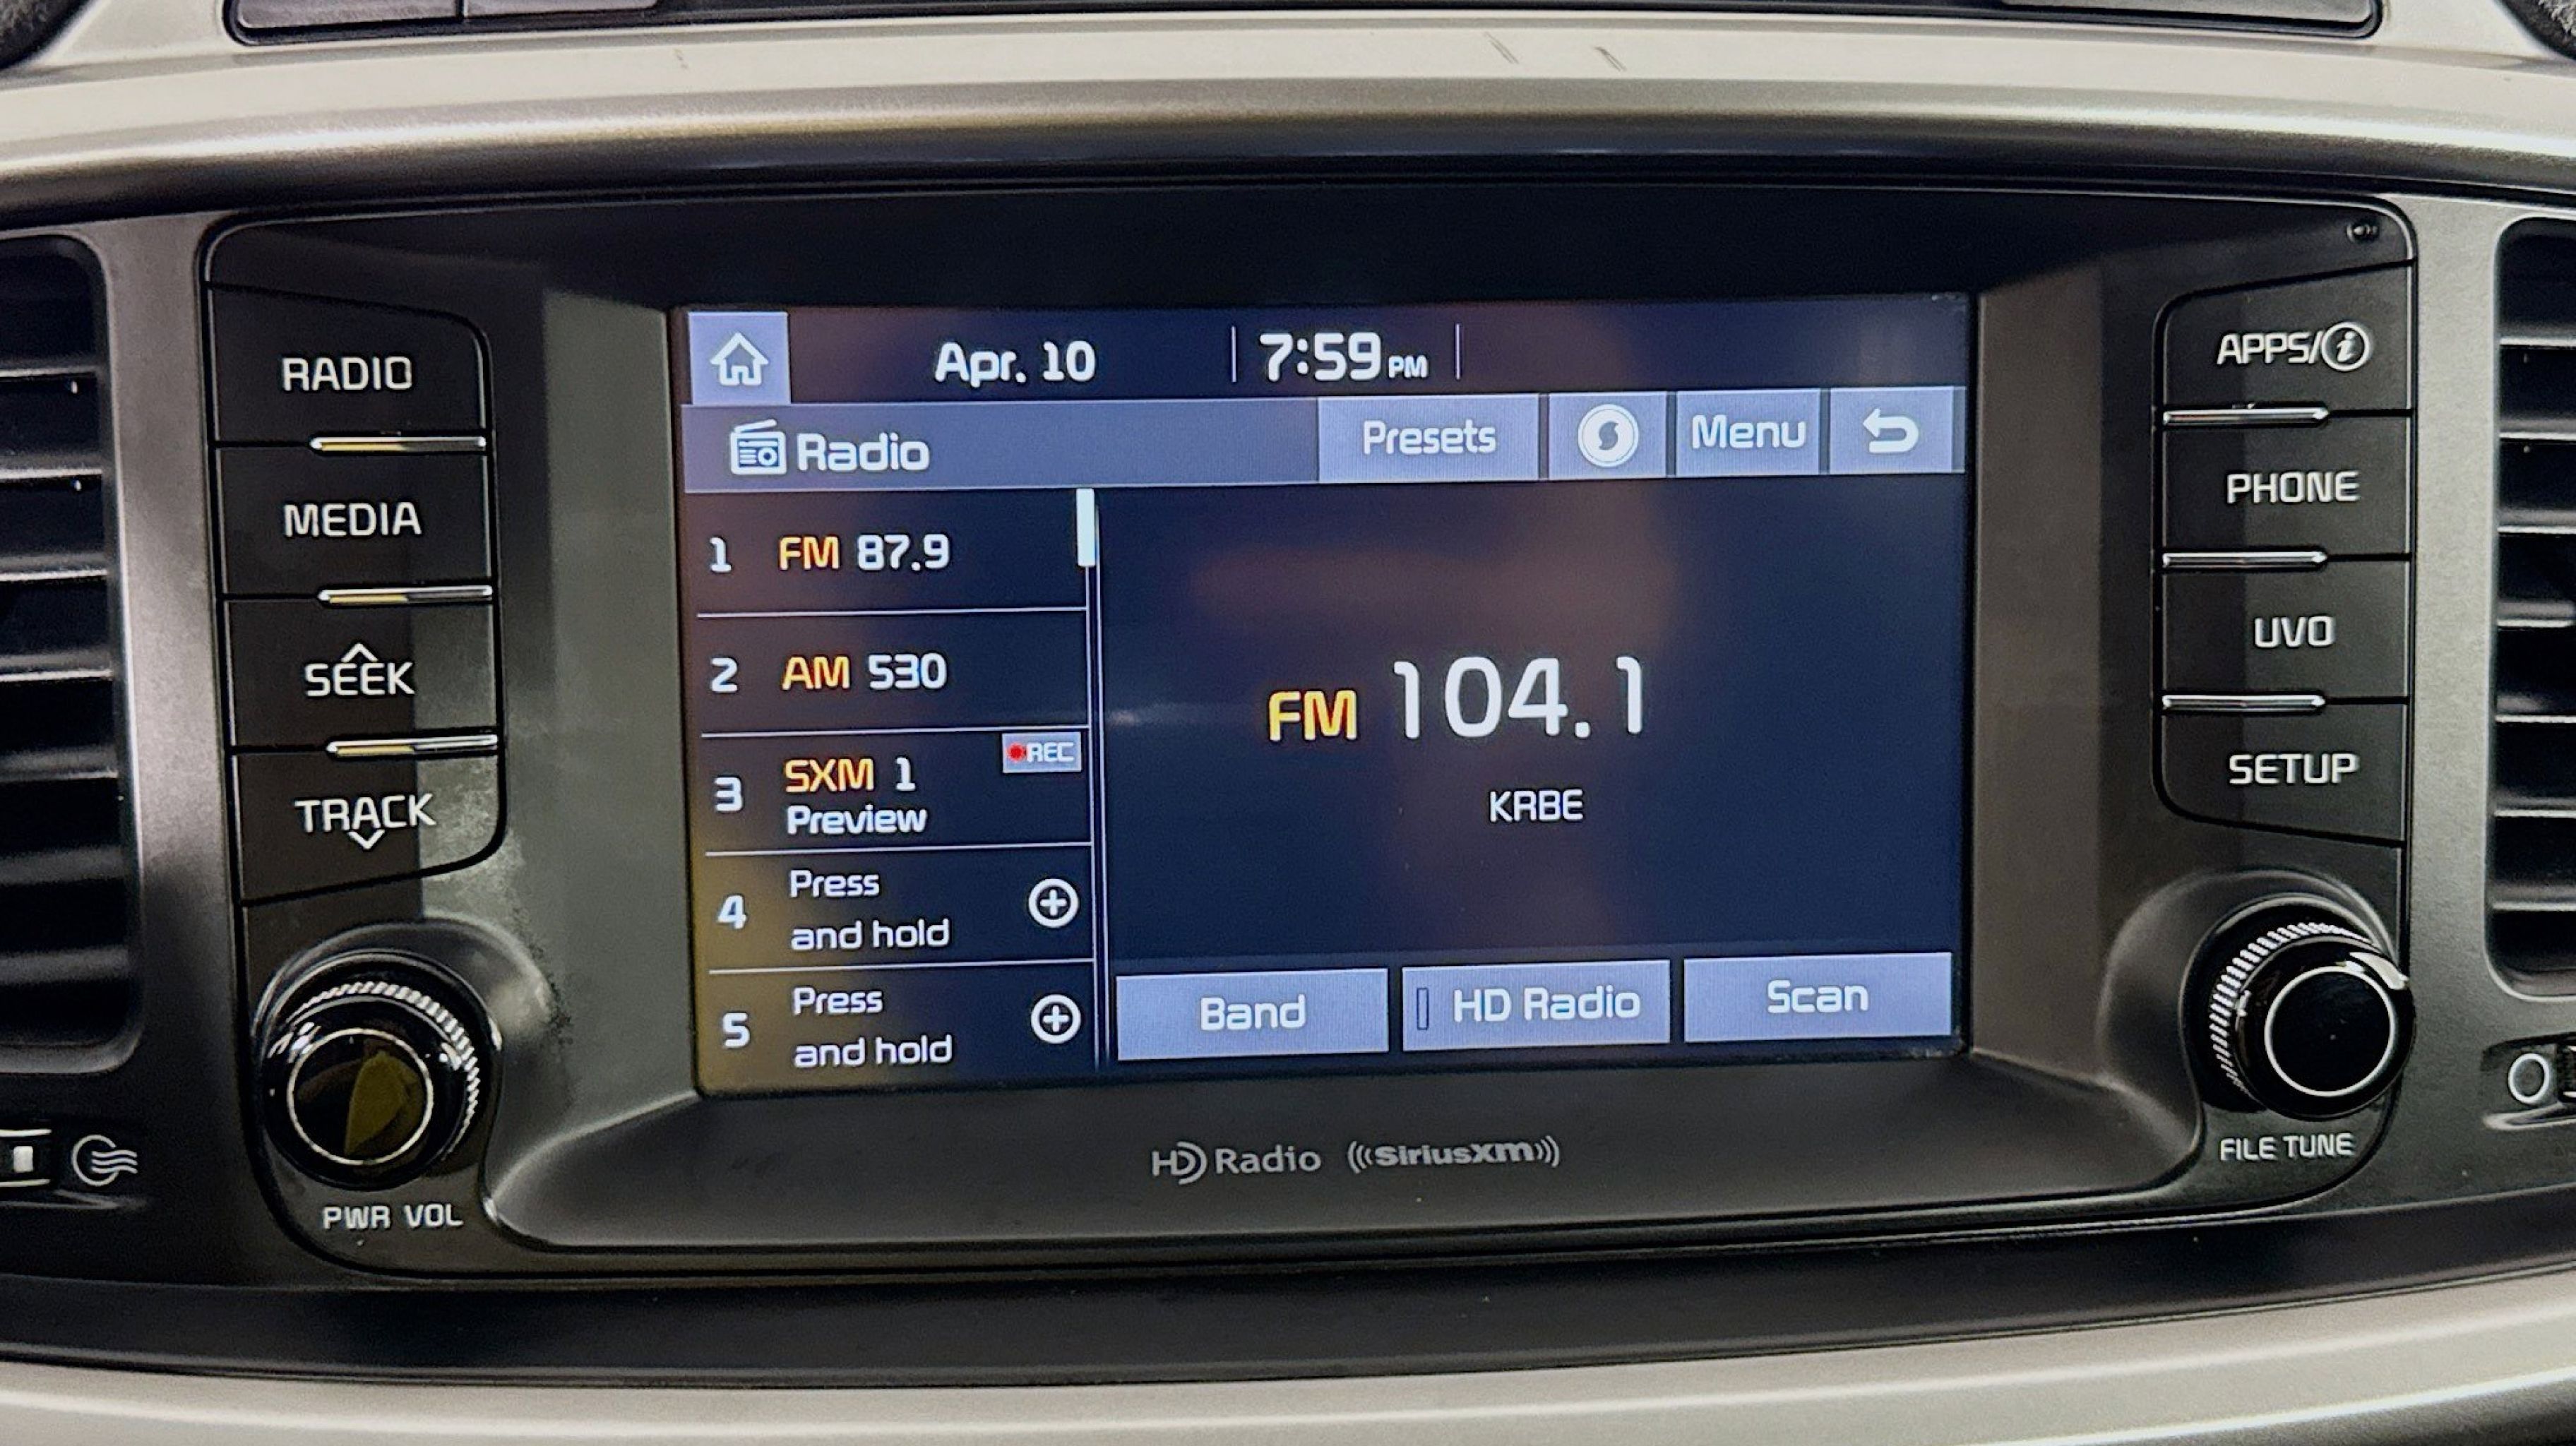 RADIO
MEDIA
SEEK
TRACK
PWR VOL
Apr. 10 7:59 PM
Radio Presets Menu
1 FM 87.9
2 AM 530
3 SXM 1 REC
Preview
4 Press
and hold
5 Press
and hold
FM 104.1
KRBE
Band HD Radio Scan
HD Radio ((SiriusXM))
APPS/i
PHONE
UVO
SETUP
FILE TUNE